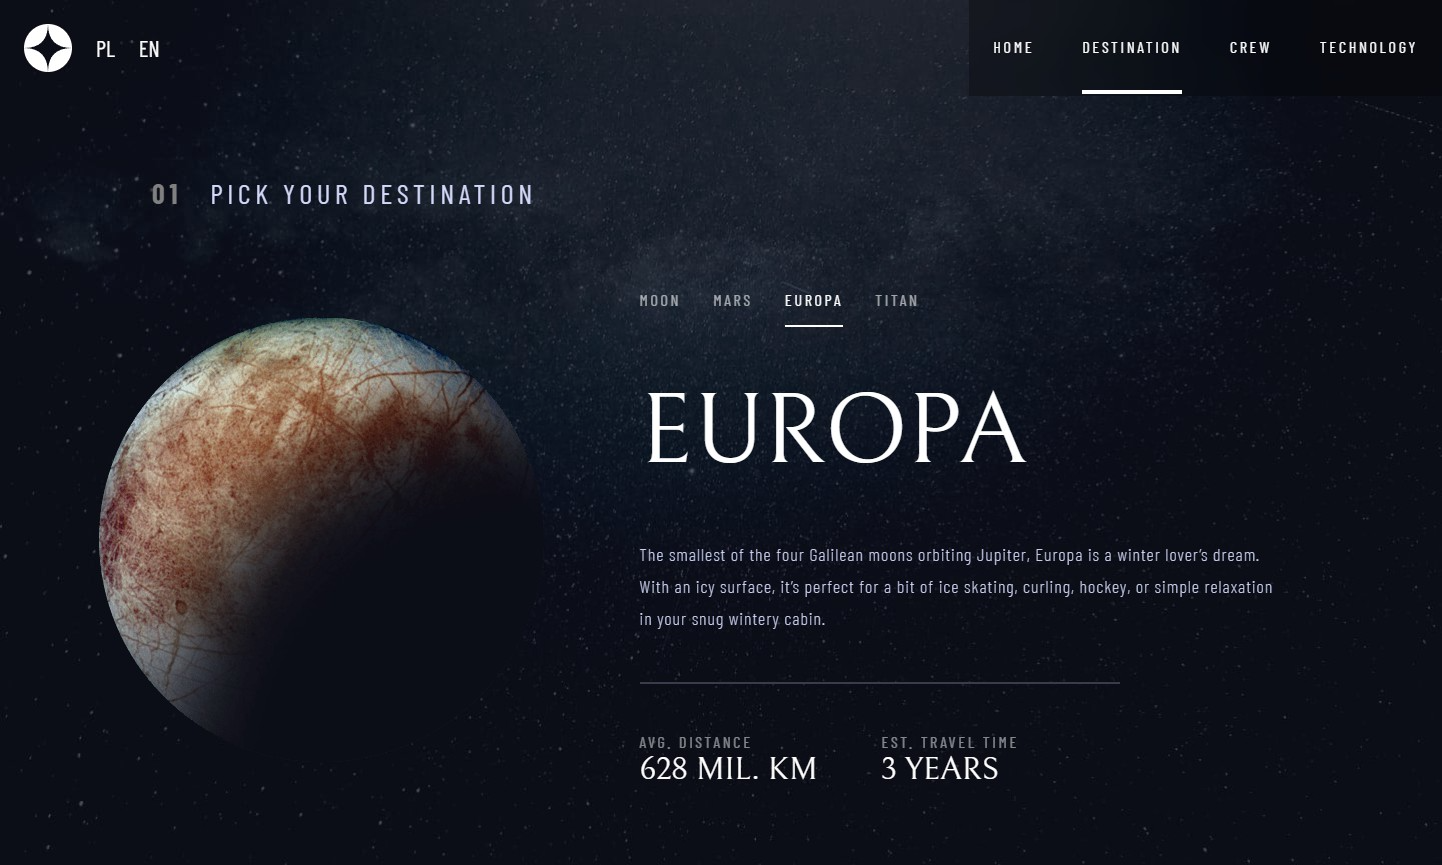 PL EN
HOME DESTINATION CREW TECHNOLOGY
01 PICK YOUR DESTINATION
MOON MARS EUROPA TITAN
EUROPA
The smallest of the four Galilean moons orbiting Jupiter, Europa is a winter lover’s dream.
With an icy surface, it’s perfect for a bit of ice skating, curling, hockey, or simple relaxation
in your snug wintery cabin.
AVG. DISTANCE EST. TRAVEL TIME
628 MIL. KM 3 YEARS